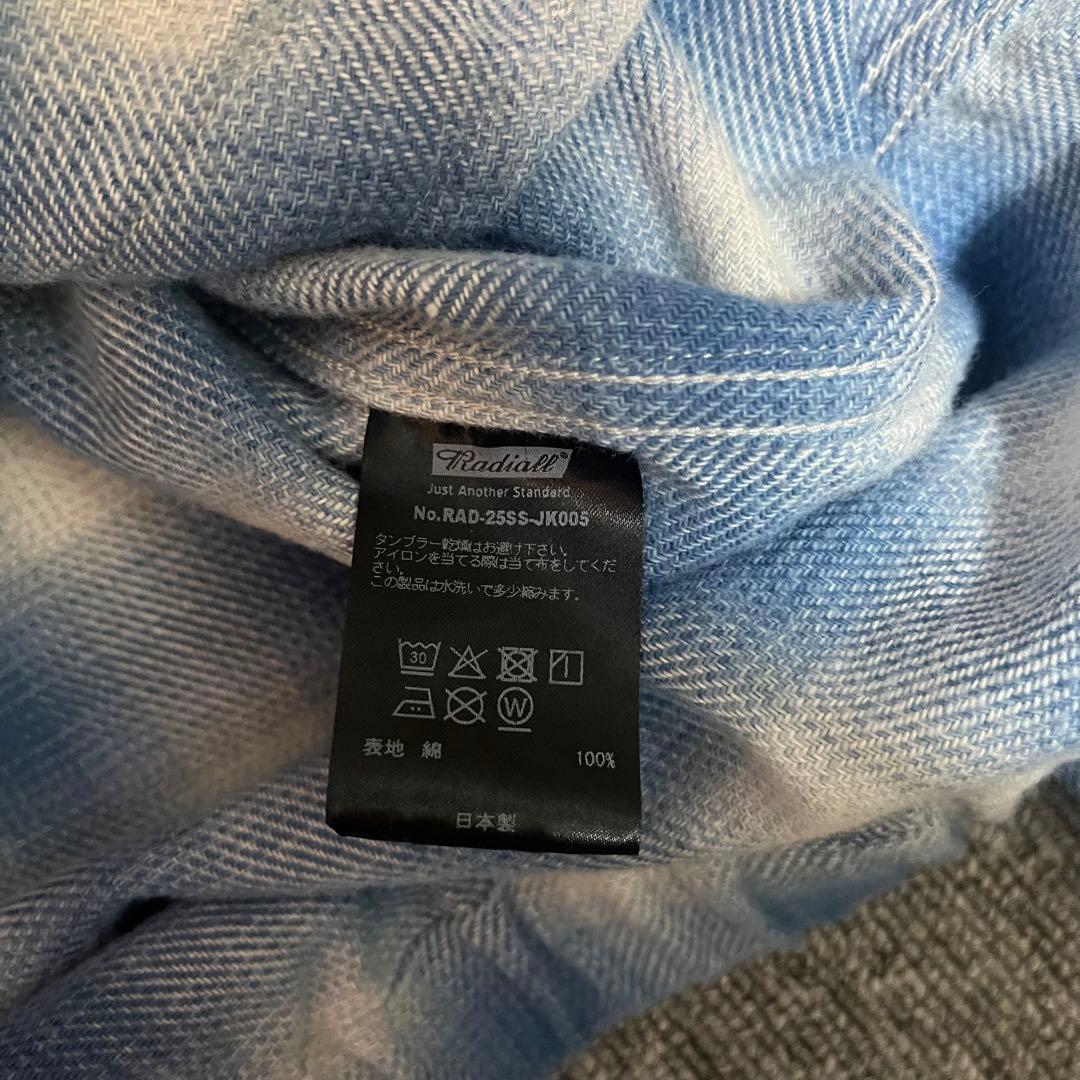 Radiall
Just Another Standard
No.RAD-25SS-JK005
タンブラー乾燥はお避け下さい。
アイロンを当てる際は当て布をしてくだ
さい。
この製品は水洗いで多少縮みます。
30
W
表地 綿 100%
日本製